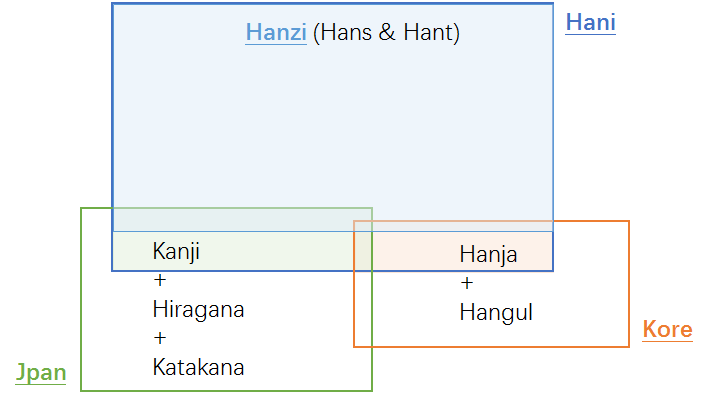 Hanzi (Hans & Hant)
Hani
Kanji
+
Hiragana
+
Katakana
Jpan
Hanja
+
Hangul
Kore